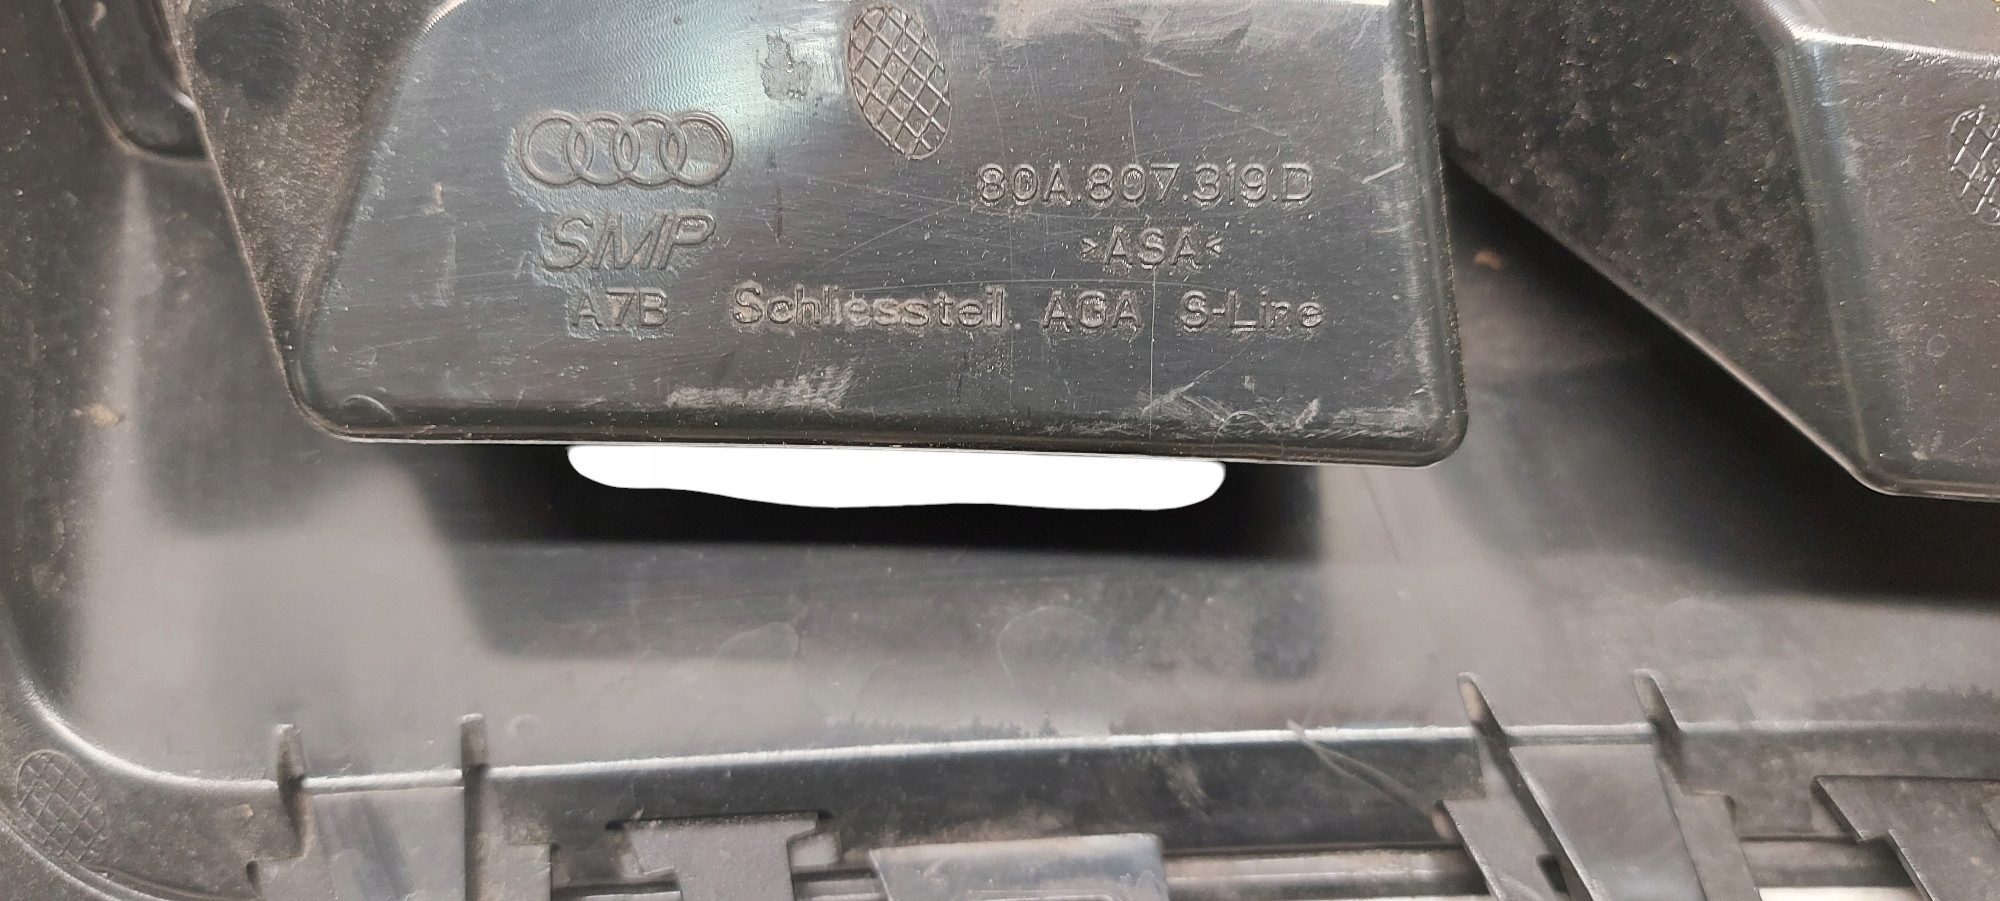 80A.807.319.D
SMP
>ASA<
A7B Schliessteil AGA S-Line